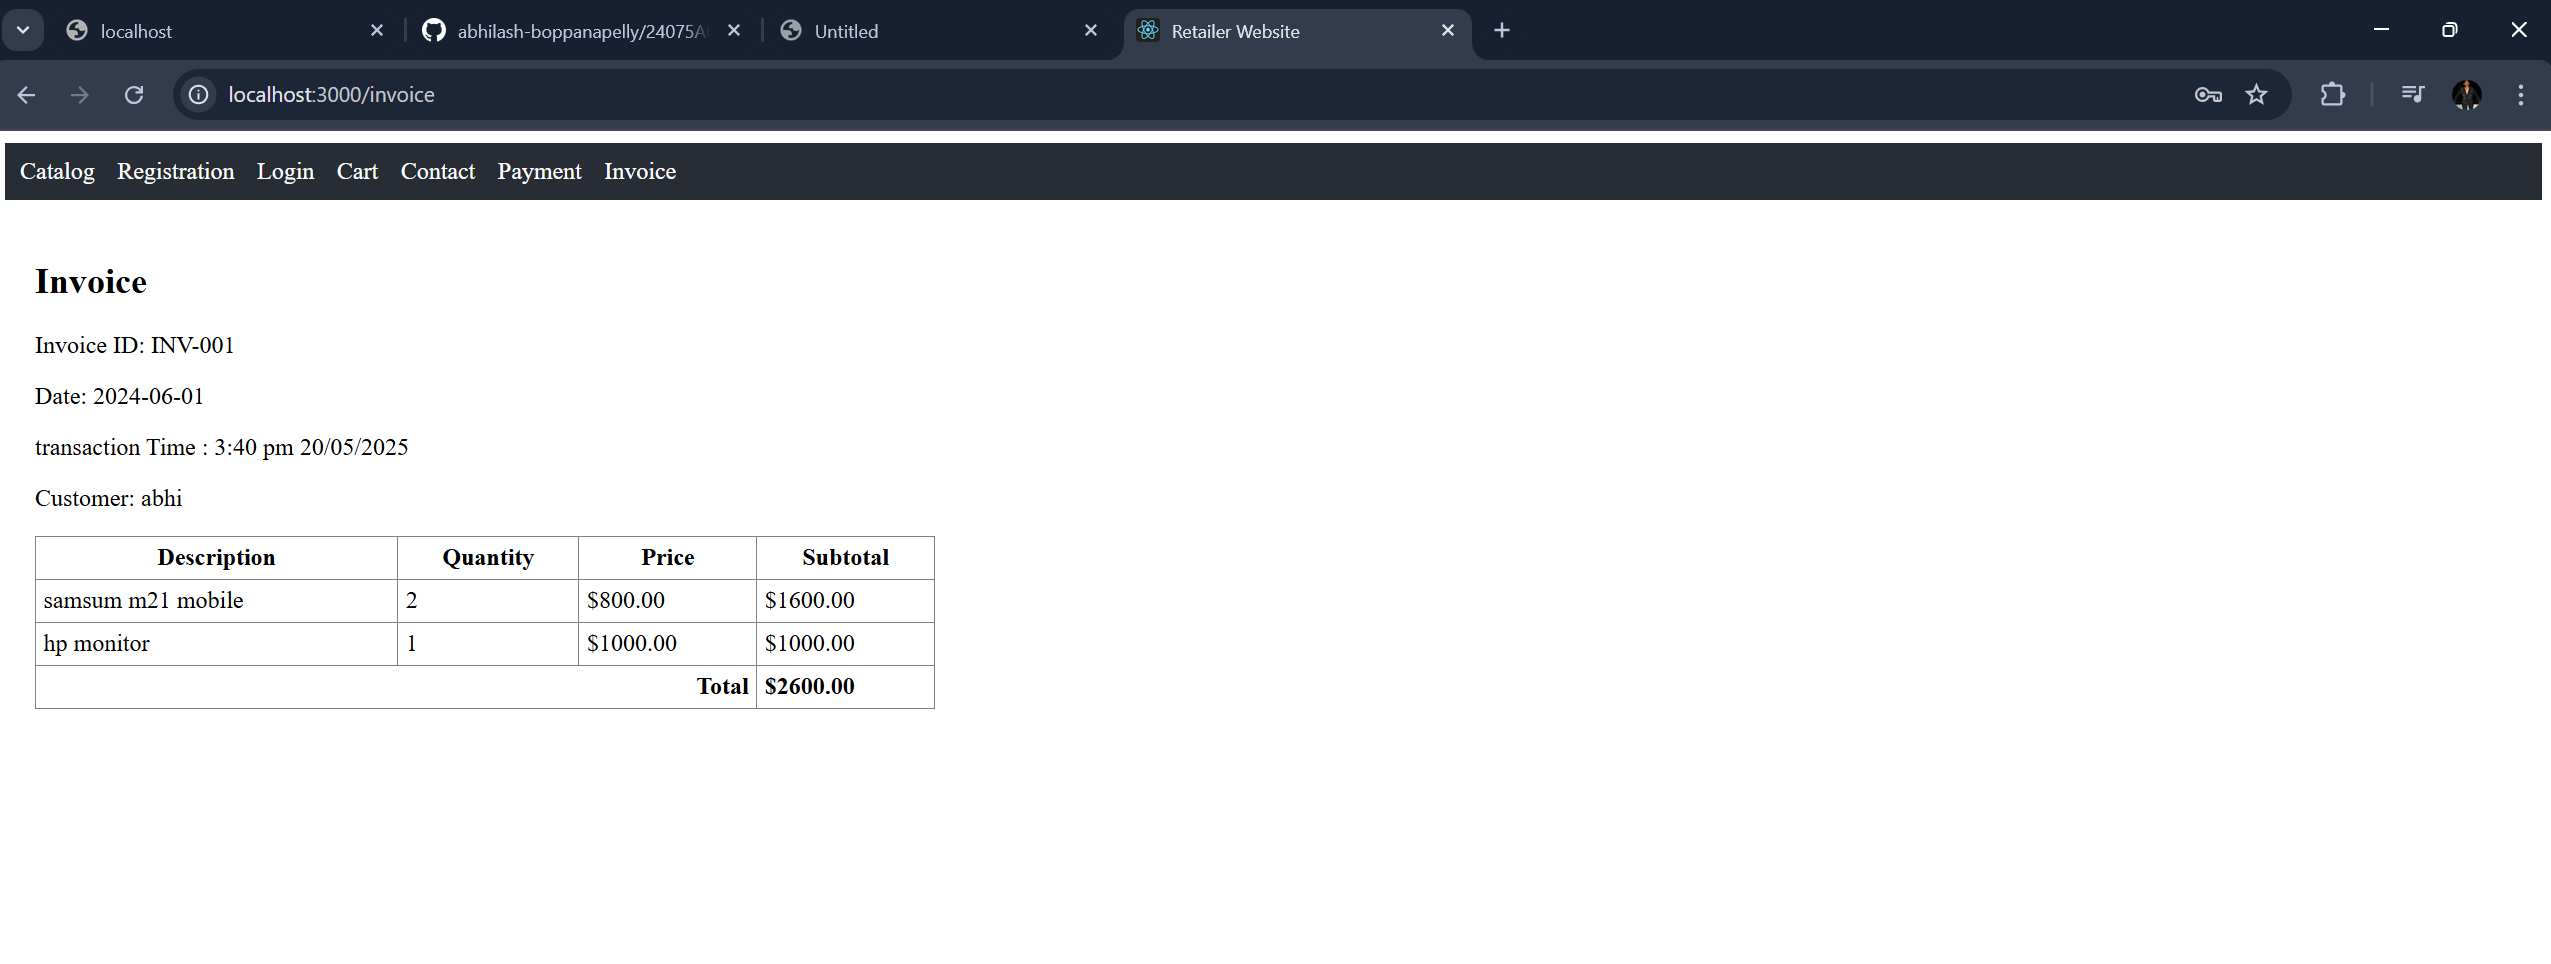 localhost
abhilash-boppanapelly/24075A
Untitled
Retailer Website
localhost:3000/invoice
Catalog Registration Login Cart Contact Payment Invoice
Invoice
Invoice ID: INV-001
Date: 2024-06-01
transaction Time : 3:40 pm 20/05/2025
Customer: abhi
Description Quantity Price Subtotal
samsum m21 mobile 2 $800.00 $1600.00
hp monitor 1 $1000.00 $1000.00
Total $2600.00